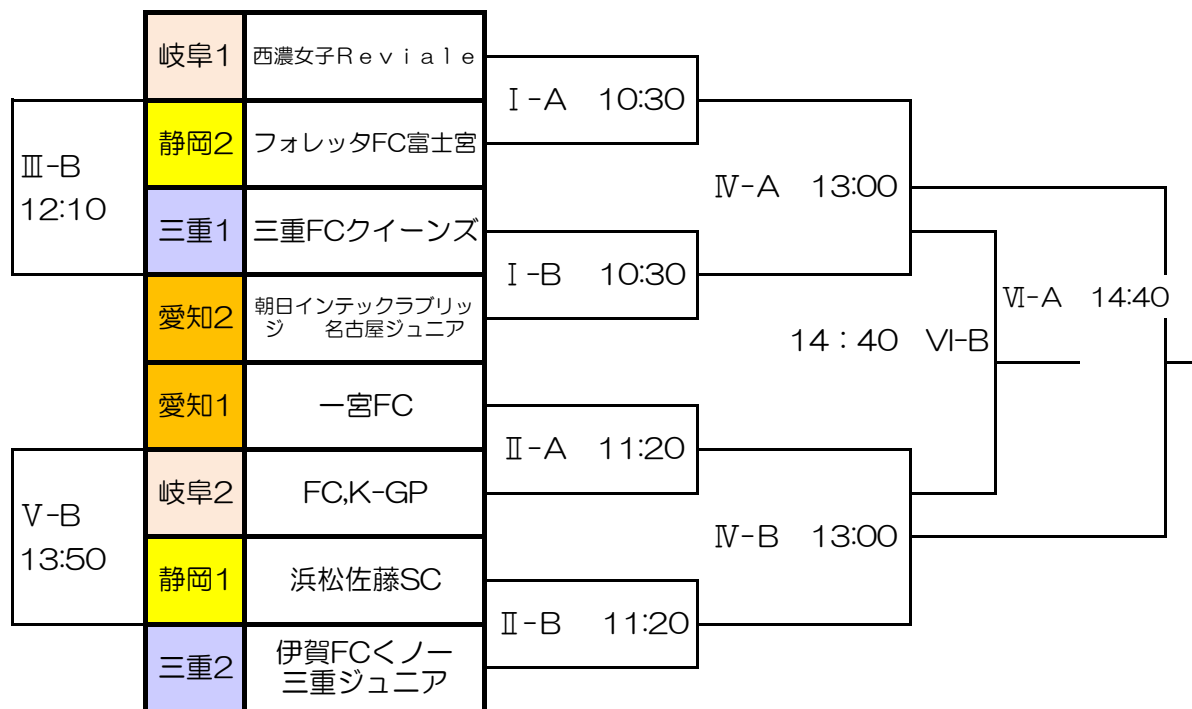 岐阜1
西濃女子Ｒｅｖｉａｌｅ
Ⅰ-A　10:30
静岡2
フォレッタFC富士宮
Ⅲ-B
12:10
Ⅳ-A　13:00
三重1
三重FCクイーンズ
Ⅰ-B　10:30
愛知2
朝日インテックラブリッ
ジ　　名古屋ジュニア
Ⅵ-A　14:40
14：40　Ⅵ-B
愛知1
一宮FC
Ⅱ-A　11:20
岐阜2
FC,K-GP
Ⅴ-B
13:50
Ⅳ-B　13:00
静岡1
浜松佐藤SC
Ⅱ-B　11:20
三重2
伊賀FCくノ一
三重ジュニア